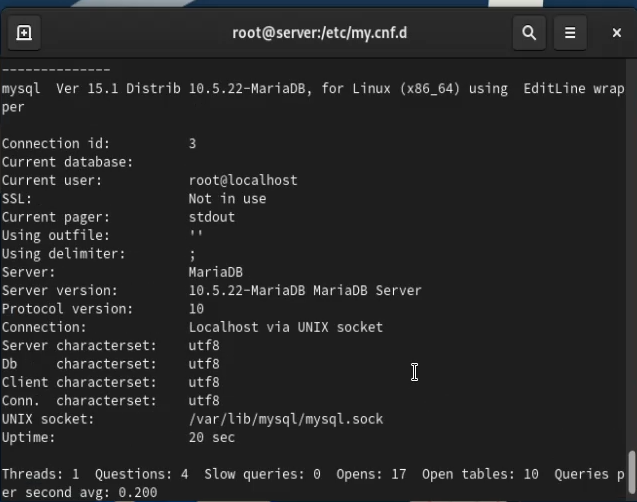 root@server:/etc/my.cnf.d
--------------
mysql  Ver 15.1 Distrib 10.5.22-MariaDB, for Linux (x86_64) using  EditLine wrap
per
Connection id:          3
Current database:
Current user:           root@localhost
SSL:                    Not in use
Current pager:          stdout
Using outfile:          ''
Using delimiter:        ;
Server:                 MariaDB
Server version:         10.5.22-MariaDB MariaDB Server
Protocol version:       10
Connection:             Localhost via UNIX socket
Server characterset:    utf8
Db     characterset:    utf8
Client characterset:    utf8
Conn.  characterset:    utf8
UNIX socket:            /var/lib/mysql/mysql.sock
Uptime:                 20 sec
Threads: 1  Questions: 4  Slow queries: 0  Opens: 17  Open tables: 10  Queries p
er second avg: 0.200